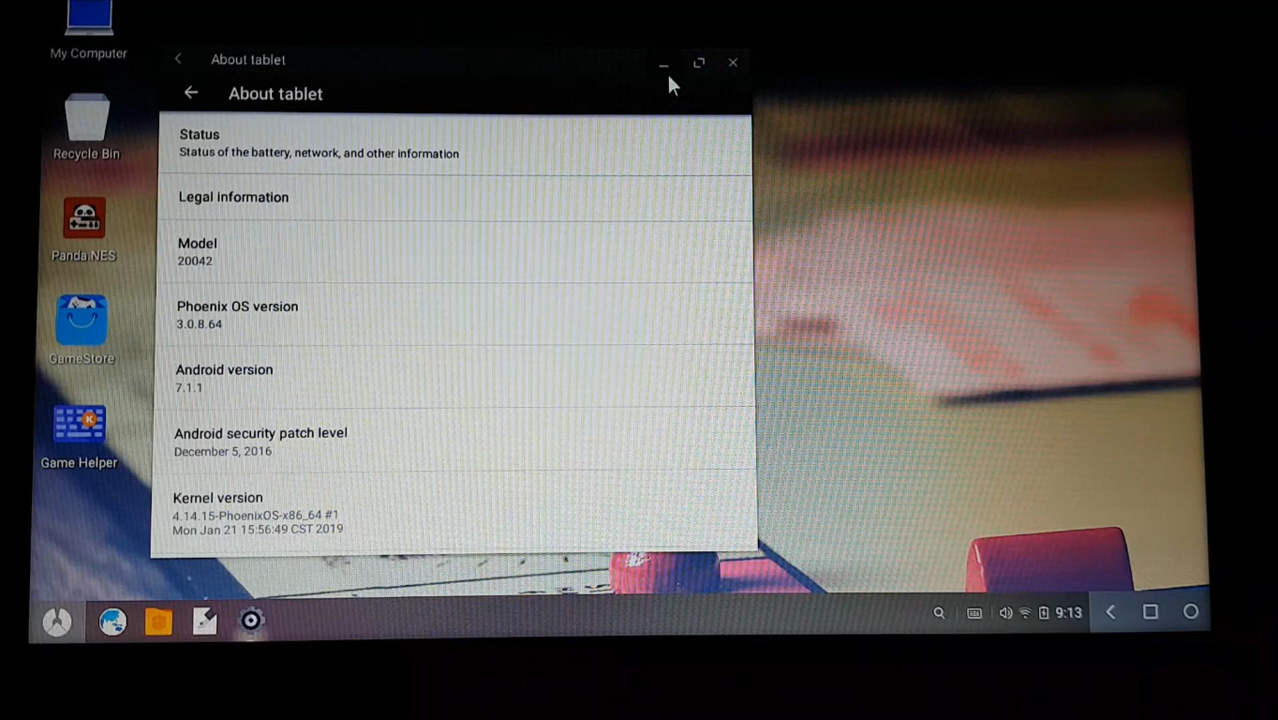 My Computer
Recycle Bin
Panda NES
GameStore
Game Helper
About tablet
About tablet
Status
Status of the battery, network, and other information
Legal information
Model
20042
Phoenix OS version
3.0.8.64
Android version
7.1.1
Android security patch level
December 5, 2016
Kernel version
4.14.15-PhoenixOS-x86_64 #1
Mon Jan 21 15:56:49 CST 2019
9:13